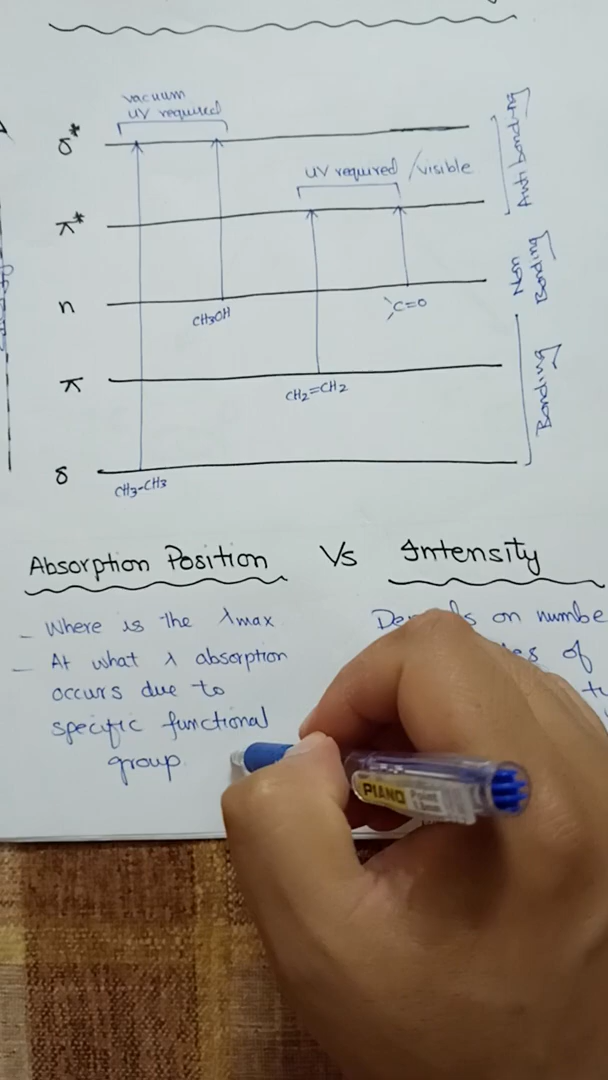 vacuum
UV required
σ*
UV required /visible
Anti bonding
π*
Non
Bonding
n
CH3OH
C=O
π
CH2=CH2
Bonding
σ
CH3-CH3
Absorption Position Vs Intensity
- Where is the λmax
- At what λ absorption
occurs due to
specific functional
group
on numbe
of
PIANO
Point